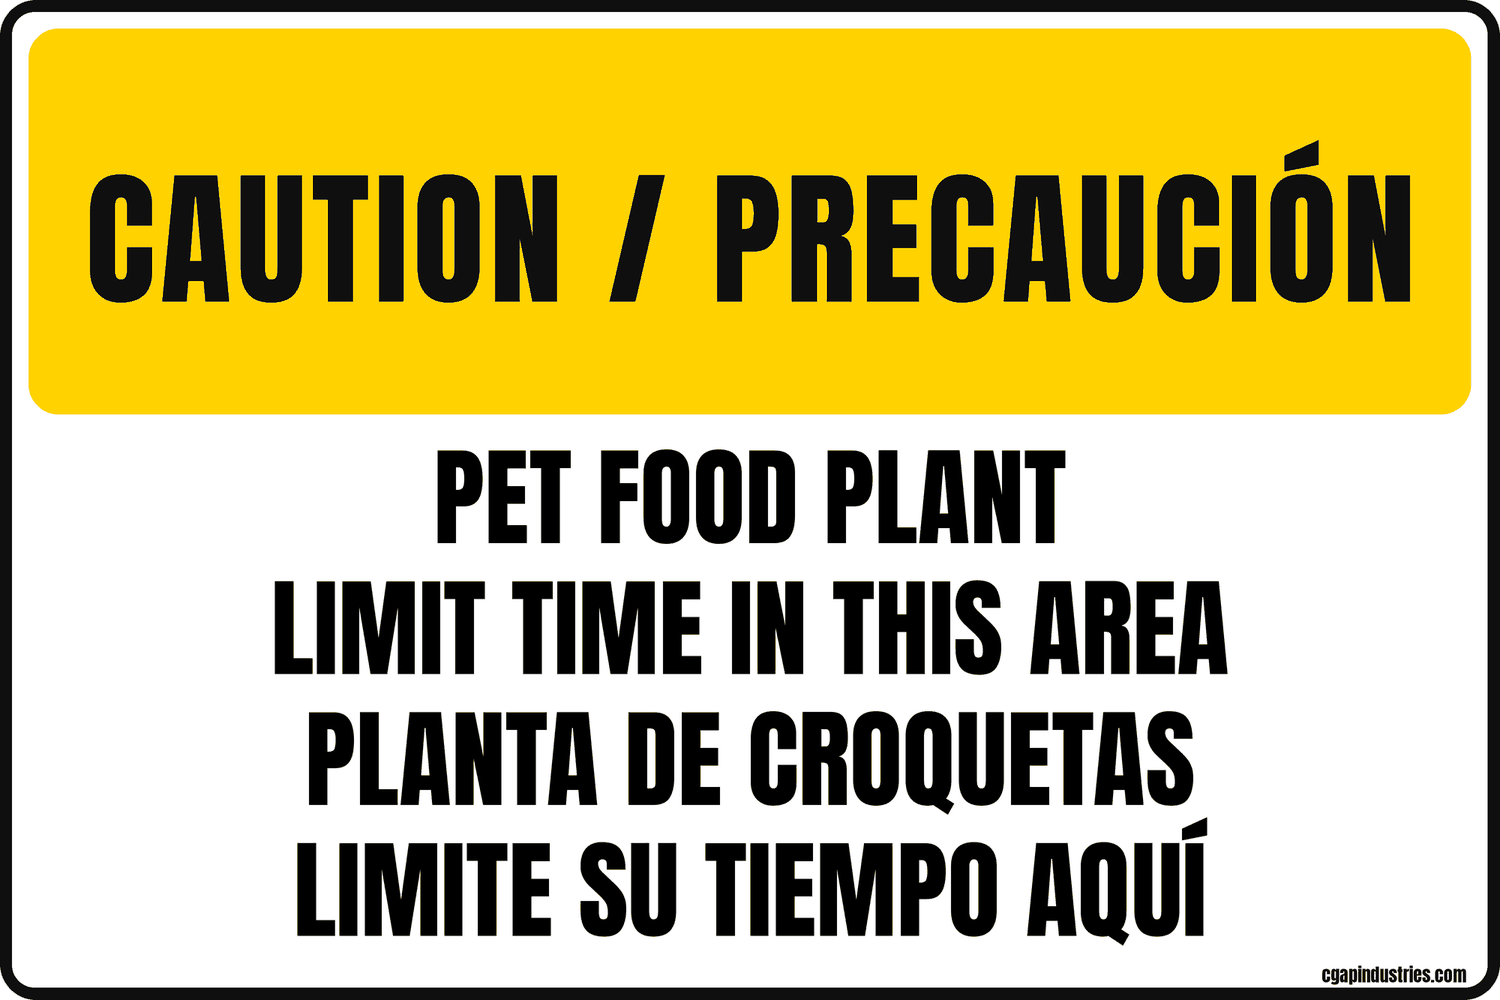 CAUTION / PRECAUCIÓN
PET FOOD PLANT
LIMIT TIME IN THIS AREA
PLANTA DE CROQUETAS
LIMITE SU TIEMPO AQUÍ
cgapindustries.com